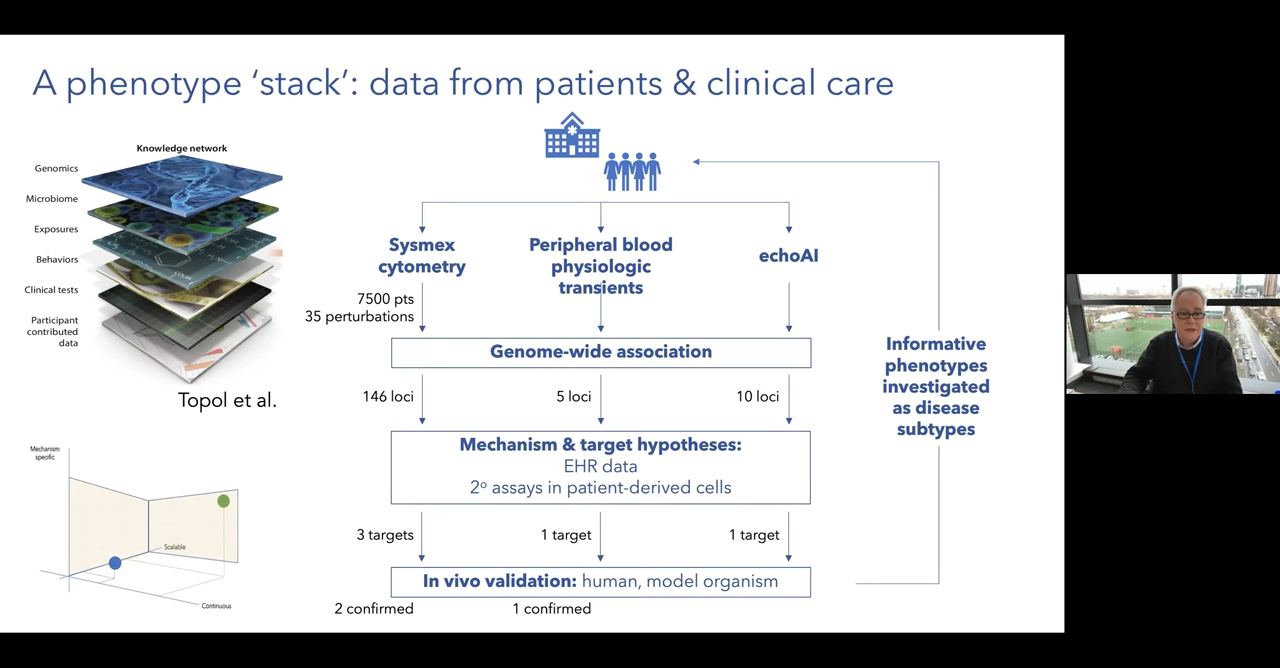 A phenotype ‘stack’: data from patients & clinical care
Knowledge network
Genomics
Microbiome
Exposures
Behaviors
Clinical tests
Participant
contributed
data
Topol et al.
Mechanism
specific
Scalable
Continuous
Sysmex
cytometry
Peripheral blood
physiologic
transients
echoAI
7500 pts
35 perturbations
Genome-wide association
146 loci
5 loci
10 loci
Mechanism & target hypotheses:
EHR data
2º assays in patient-derived cells
3 targets
1 target
1 target
In vivo validation: human, model organism
2 confirmed
1 confirmed
Informative
phenotypes
investigated
as disease
subtypes